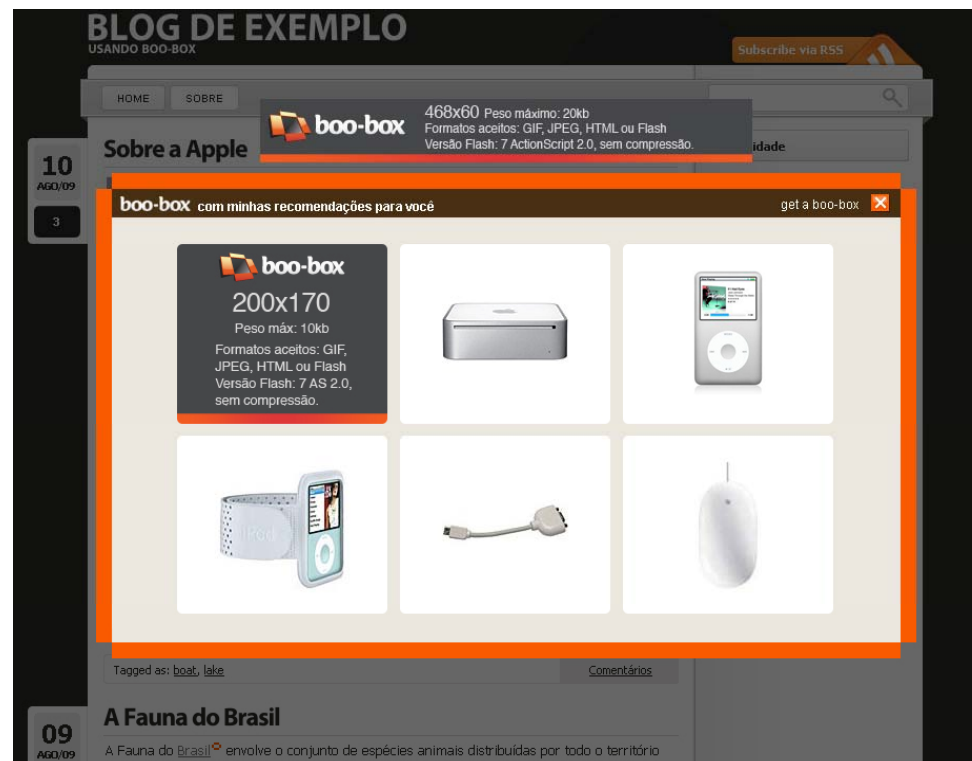 BLOG DE EXEMPLO
USANDO BOO-BOX
Subscribe via RSS
HOME SOBRE
boo-box
468x60 Peso máximo: 20kb
Formatos aceitos: GIF, JPEG, HTML ou Flash
Versão Flash: 7 ActionScript 2.0, sem compressão.
10
AGO/09
3
Sobre a Apple
boo-box com minhas recomendações para você
get a boo-box
boo-box
200x170
Peso máx: 10kb
Formatos aceitos: GIF,
JPEG, HTML ou Flash
Versão Flash: 7 AS 2.0,
sem compressão.
iPod
Tagged as: boat, lake
Comentários
09
AGO/09
A Fauna do Brasil
A Fauna do Brasil envolve o conjunto de espécies animais distribuídas por todo o território